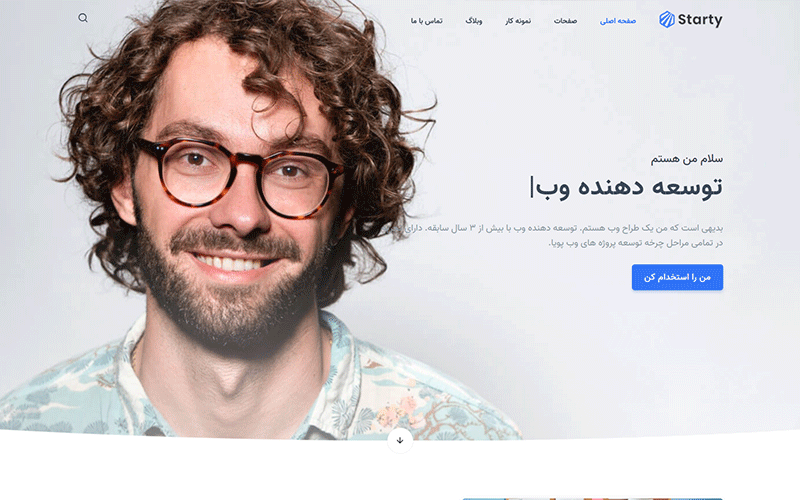 Starty
صفحه اصلی
صفحات
نمونه کار
وبلاگ
تماس با ما
سلام من هستم
توسعه دهنده وب|
بدیهی است که من یک طراح وب هستم. توسعه دهنده وب با بیش از ۳ سال سابقه. دارای
در تمامی مراحل چرخه توسعه پروژه های وب پویا.
من را استخدام کن